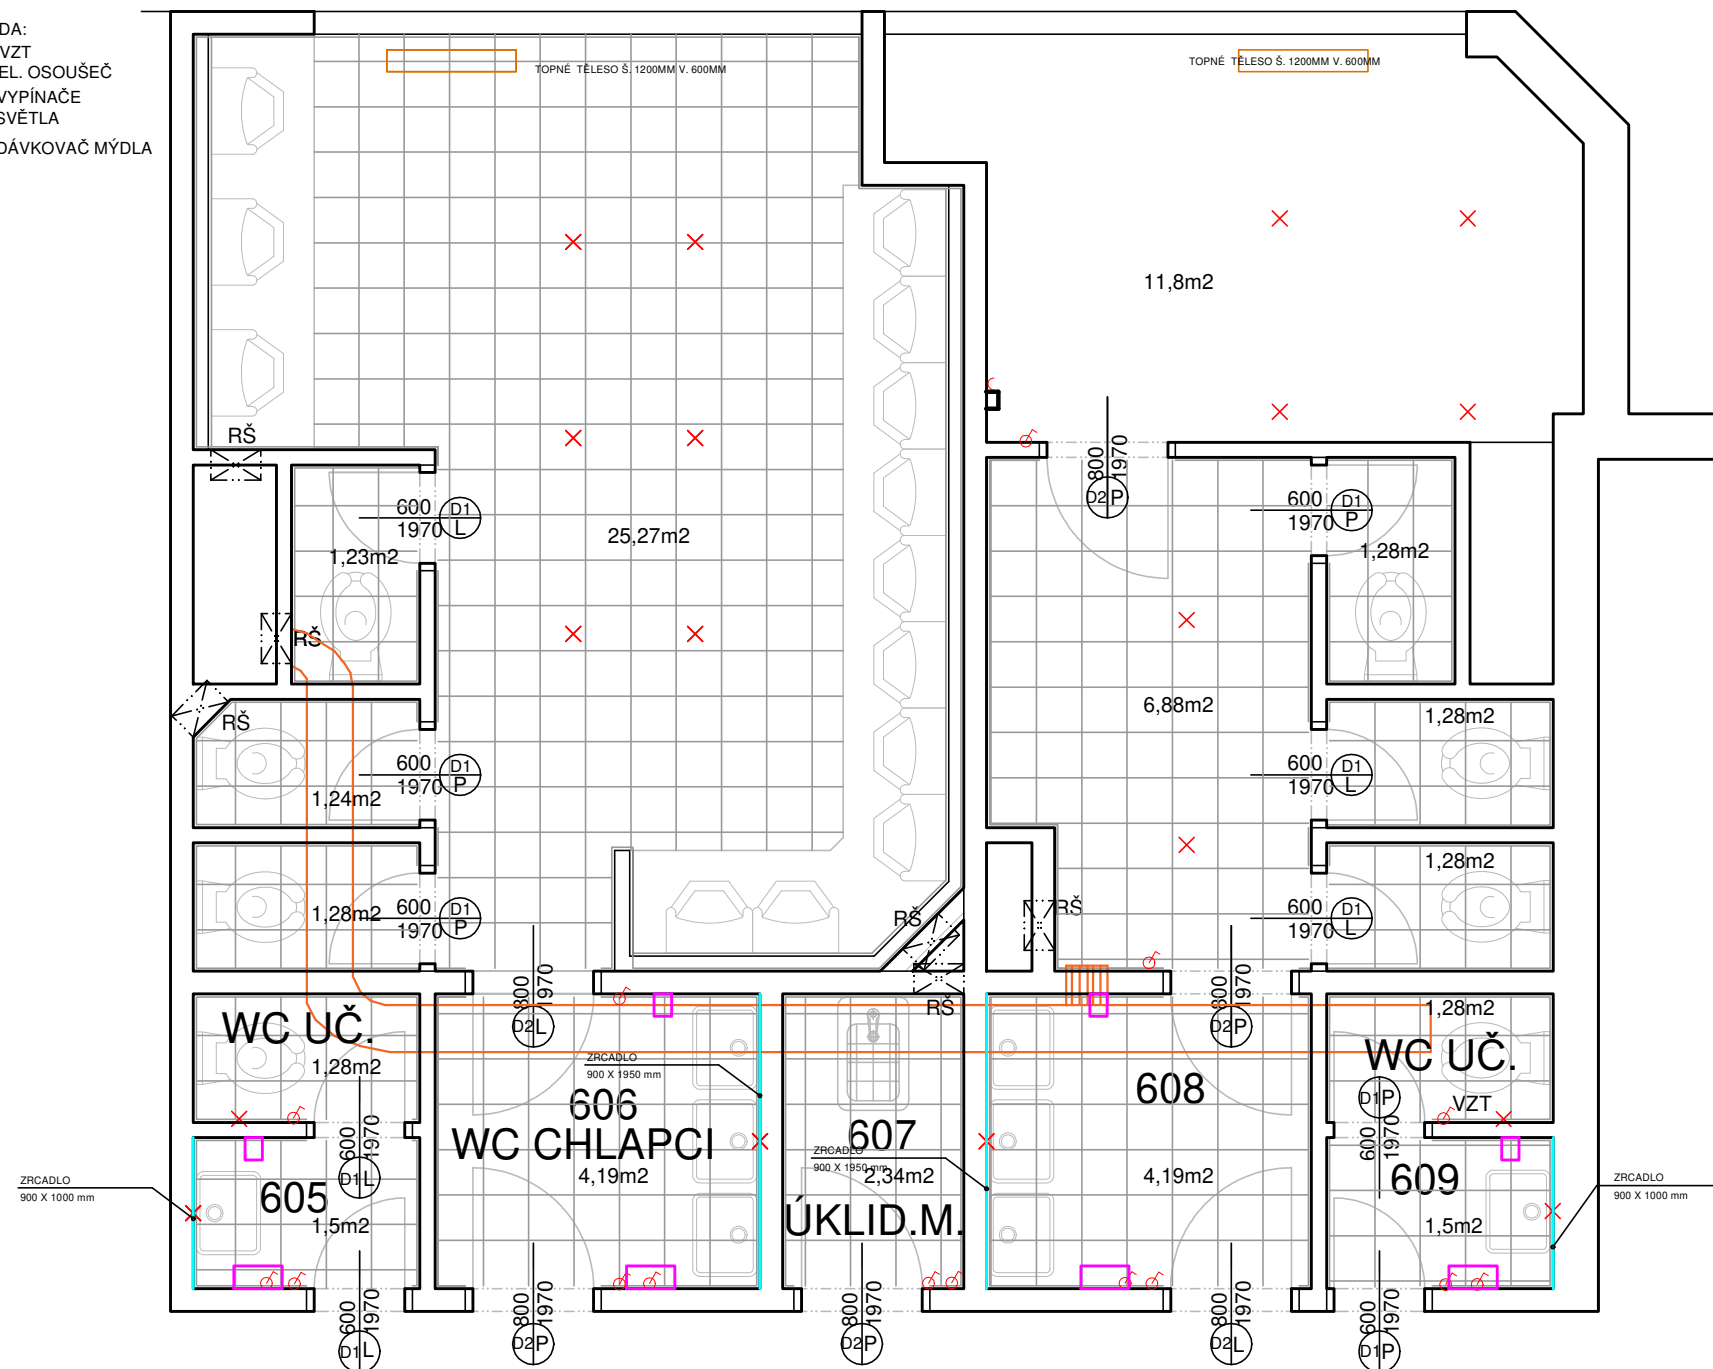 DA:
VZT
EL. OSOUŠEČ
VYPÍNAČE
SVĚTLA
DÁVKOVAČ MÝDLA
TOPNÉ TĚLESO Š. 1200MM V. 600MM
TOPNÉ TĚLESO Š. 1200MM V. 600MM
11,8m2
RŠ
800
1970
D2 P
600
1970
D1
L
25,27m2
1,23m2
600
1970
D1
P
1,28m2
RŠ
RŠ
6,88m2
1,28m2
600
1970
D1
P
1,24m2
600
1970
D1
L
1,28m2
600
1970
D1
P
1,28m2
RŠ
RŠ
600
1970
D1
L
800
1970
D2 L
RŠ
800
1970
D2 P
1,28m2
WC UČ.
1,28m2
ZRCADLO
900 X 1950 mm
606
WC CHLAPCI
4,19m2
607
ZRCADLO
900 X 1950 mm
2,34m2
ÚKLID.M.
608
4,19m2
WC UČ.
D1 P
600
1970
VZT
609
1,5m2
ZRCADLO
900 X 1000 mm
600
1970
D1 L
605
1,5m2
ZRCADLO
900 X 1000 mm
600
1970
D1 L
800
1970
D2 P
800
1970
D2 P
800
1970
D2 L
600
1970
D1 P